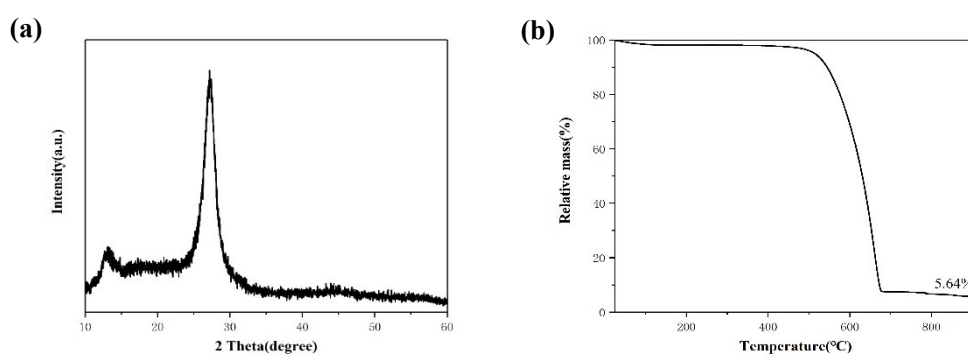 (a)
Intensity(a.u.)
10 20 30 40 50 60
2 Theta(degree)
(b)
Relative mass(%)
100
80
60
40
20
0
5.64%
200 400 600 800
Temperature(℃)